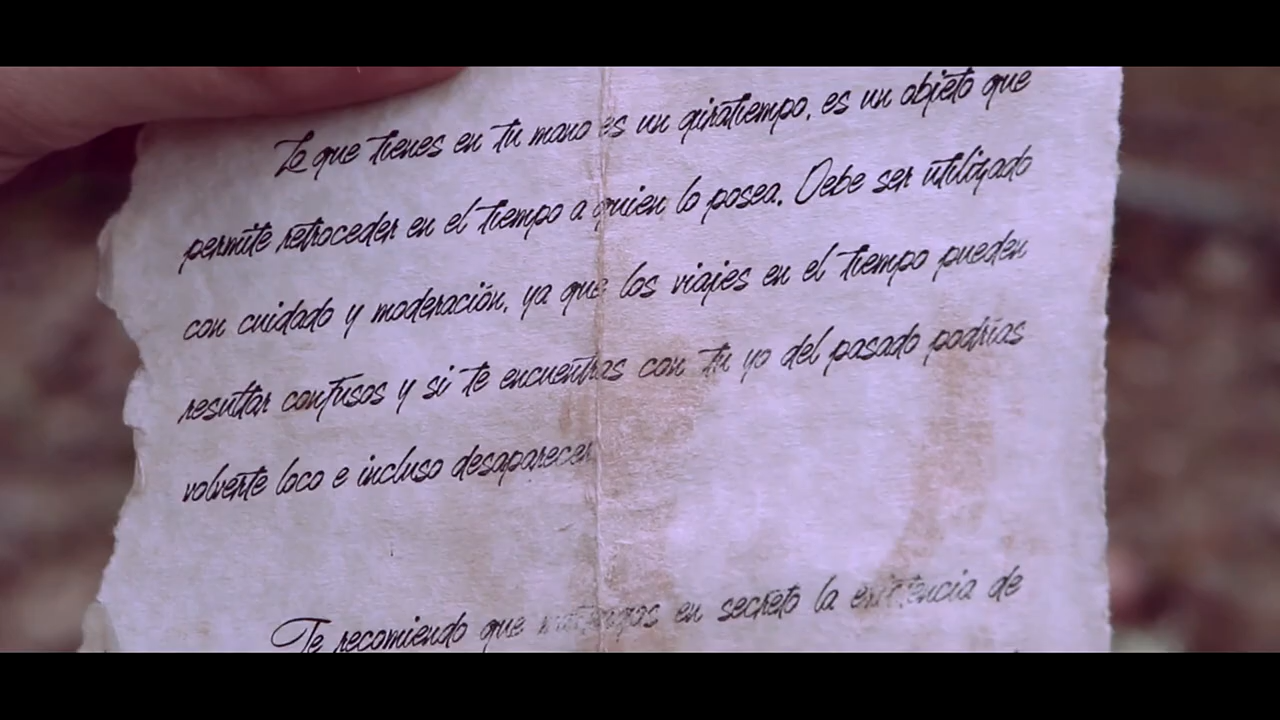 Lo que tienes en tu mano es un giratiempo, es un objeto que
permite retroceder en el tiempo a quien lo posea. Debe ser utilizado
con cuidado y moderación, ya que los viajes en el tiempo pueden
resultar confusos y si te encuentras con tu yo del pasado podrías
volverte loco e incluso desaparecer
Te recomiendo que mantengas en secreto la existencia de